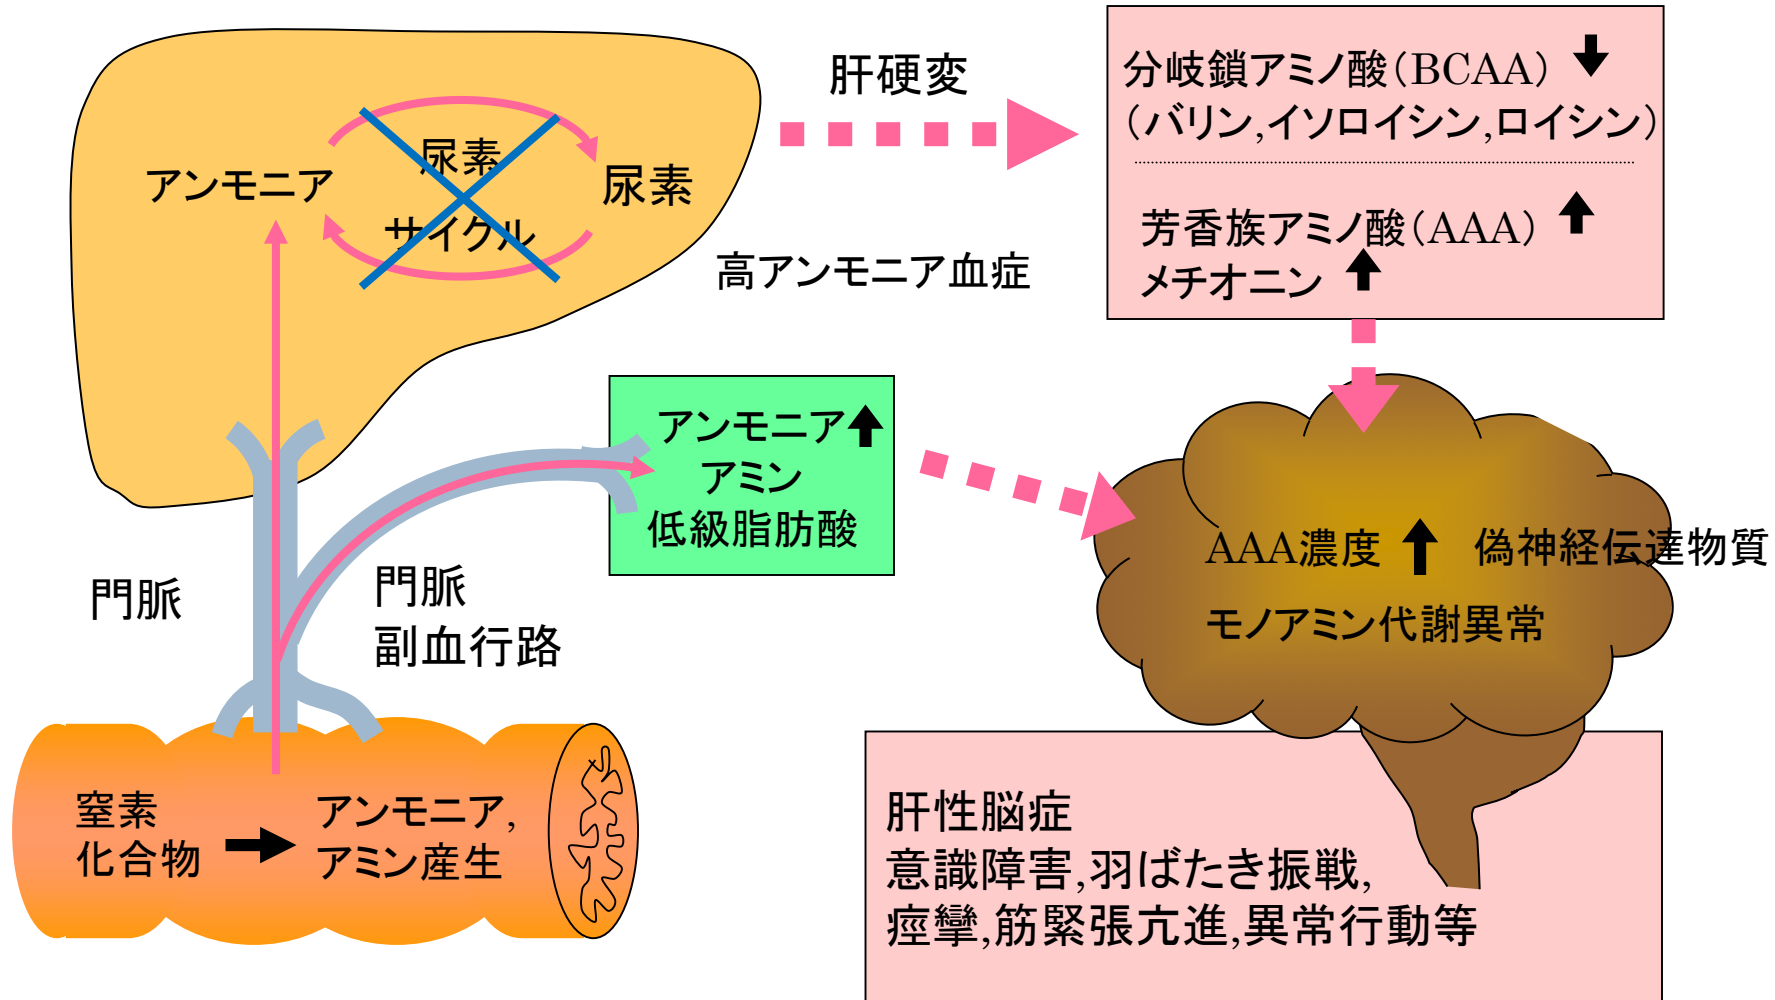 肝硬変
分岐鎖アミノ酸（BCAA）
（バリン,イソロイシン,ロイシン）
芳香族アミノ酸（AAA）
メチオニン
アンモニア
尿素
サイクル
尿素
高アンモニア血症
アンモニア
アミン
低級脂肪酸
門脈
門脈
副血行路
AAA濃度
偽神経伝達物質
モノアミン代謝異常
窒素
化合物
アンモニア,
アミン産生
肝性脳症
意識障害,羽ばたき振戦,
痙攣,筋緊張亢進,異常行動等